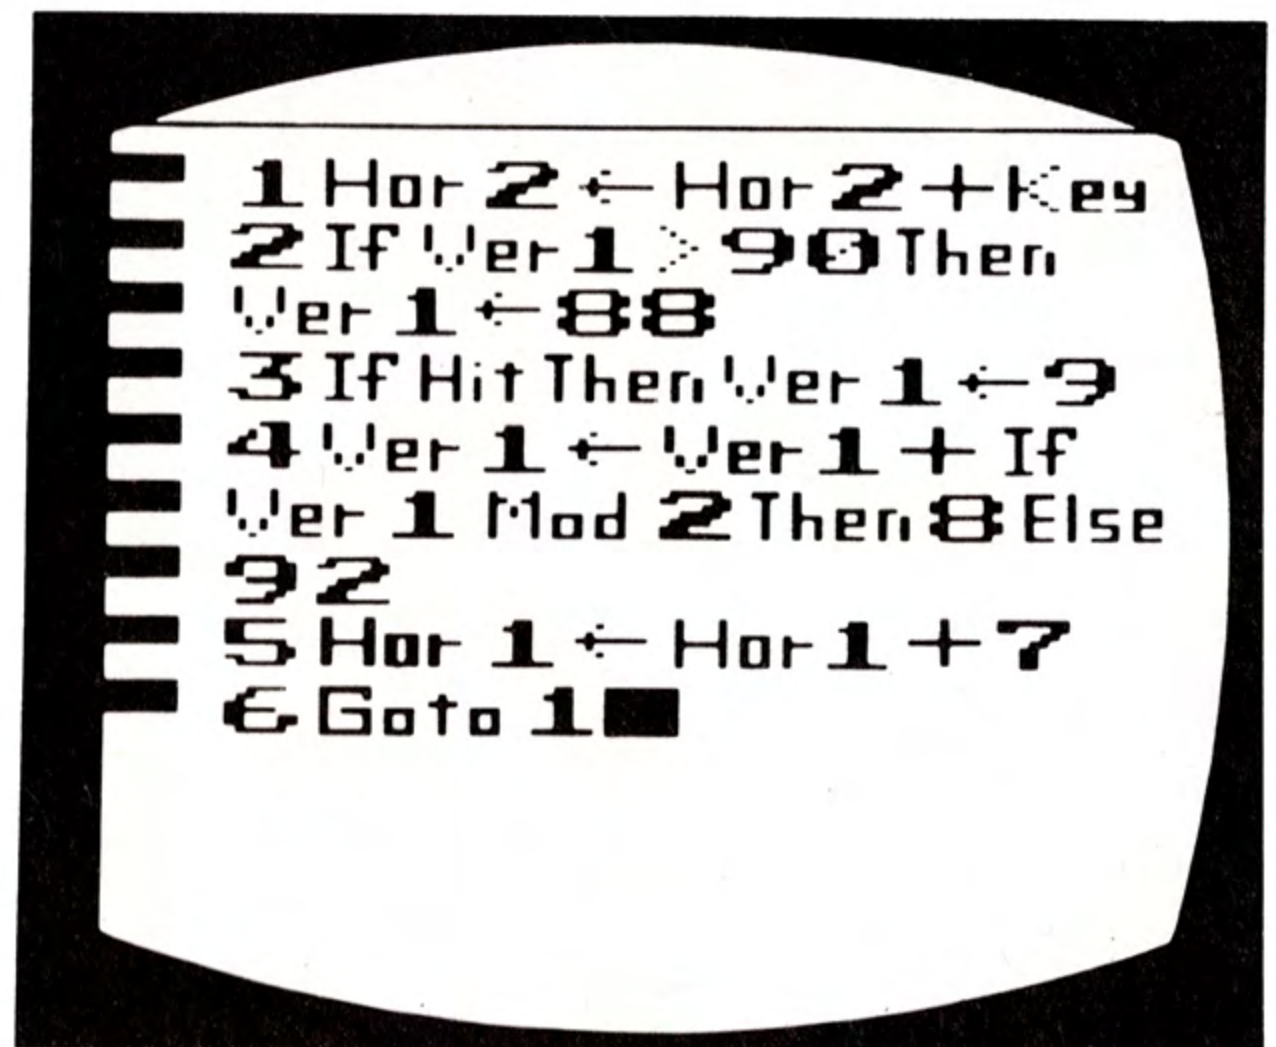 1 Hor 2 ← Hor 2 + Key
2 If Ver 1 > 90 Then
Ver 1 ← 88
3 If Hit Then Ver 1 ← 9
4 Ver 1 ← Ver 1 + If
Ver 1 Mod 2 Then 8 Else
92
5 Hor 1 ← Hor 1 + 7
6 Goto 1